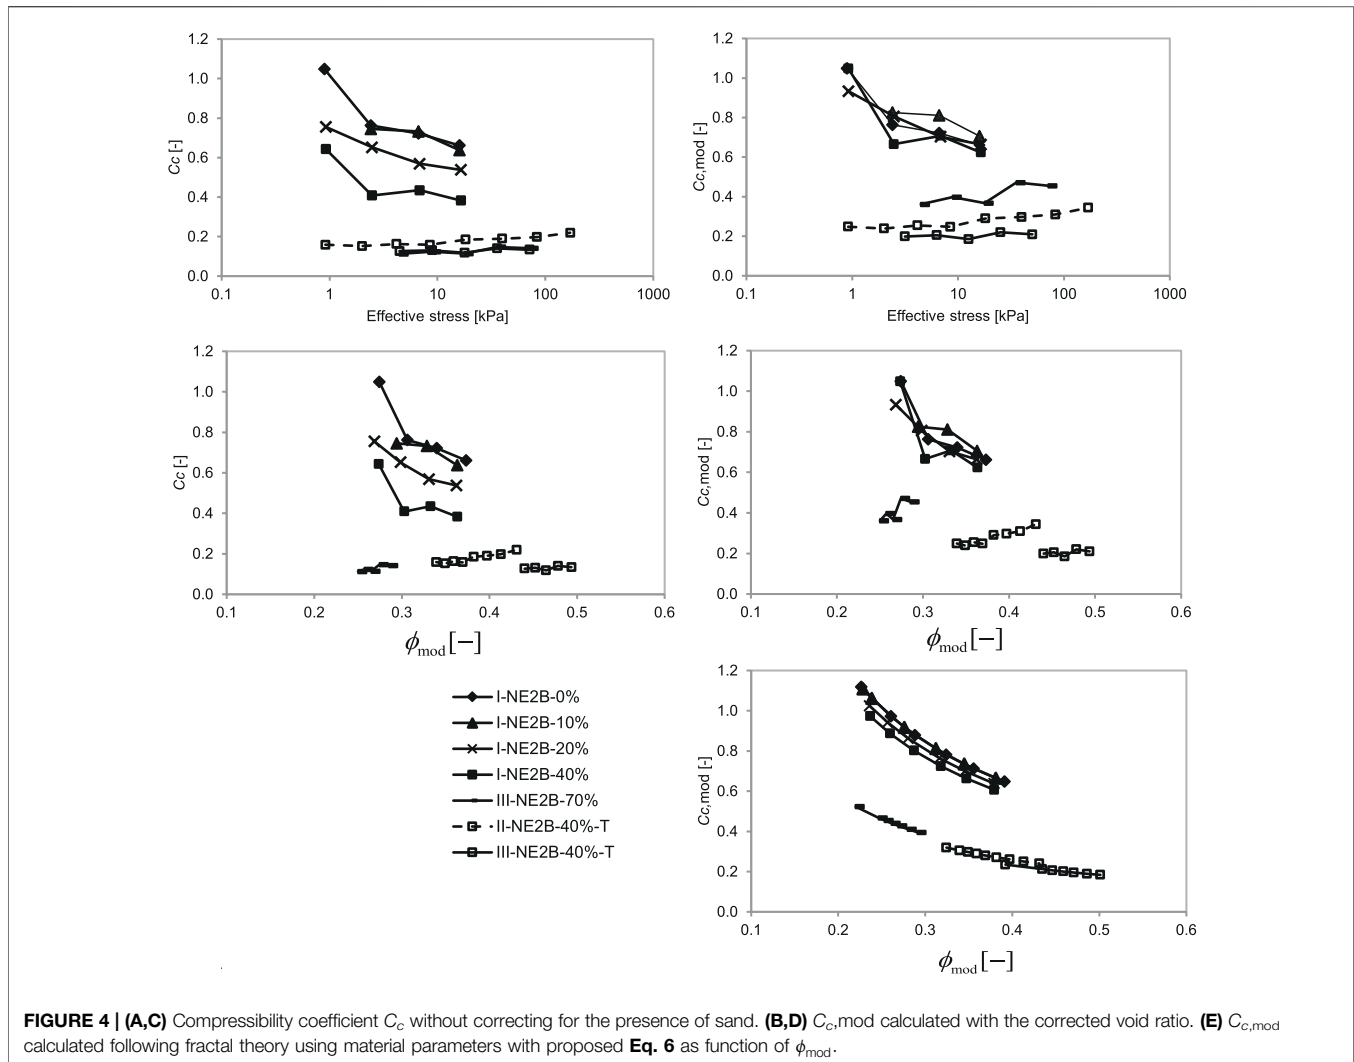 1.2
1.0
0.8
0.6
0.4
0.2
0.0
Cc [-]
0.1 1 10 100 1000
Effective stress [kPa]
1.2
1.0
0.8
0.6
0.4
0.2
0.0
Cc,mod [-]
0.1 1 10 100 1000
Effective stress [kPa]
1.2
1.0
0.8
0.6
0.4
0.2
0.0
Cc [-]
0.1 0.2 0.3 0.4 0.5 0.6
ϕmod [−]
1.2
1.0
0.8
0.6
0.4
0.2
0.0
Cc,mod [-]
0.1 0.2 0.3 0.4 0.5 0.6
ϕmod [−]
I-NE2B-0%
I-NE2B-10%
I-NE2B-20%
I-NE2B-40%
III-NE2B-70%
II-NE2B-40%-T
III-NE2B-40%-T
1.2
1.0
0.8
0.6
0.4
0.2
0.0
Cc,mod [-]
0.1 0.2 0.3 0.4 0.5 0.6
ϕmod [−]
FIGURE 4 | (A,C) Compressibility coefficient Cc without correcting for the presence of sand. (B,D) Cc,mod calculated with the corrected void ratio. (E) Cc,mod
calculated following fractal theory using material parameters with proposed Eq. 6 as function of ϕmod.